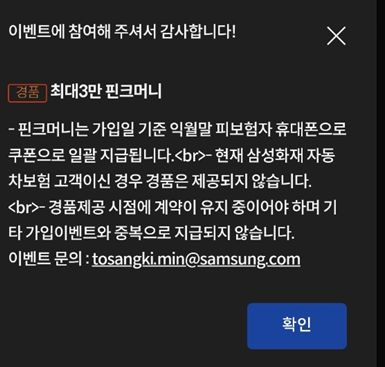 이벤트에 참여해 주셔서 감사합니다!
경품 최대3만 핀크머니
- 핀크머니는 가입일 기준 익월말 피보험자 휴대폰으로
쿠폰으로 일괄 지급됩니다.<br>- 현재 삼성화재 자동
차보험 고객이신 경우 경품은 제공되지 않습니다.
<br>- 경품제공 시점에 계약이 유지 중이어야 하며 기
타 가입이벤트와 중복으로 지급되지 않습니다.
이벤트 문의 : tosangki.min@samsung.com
확인